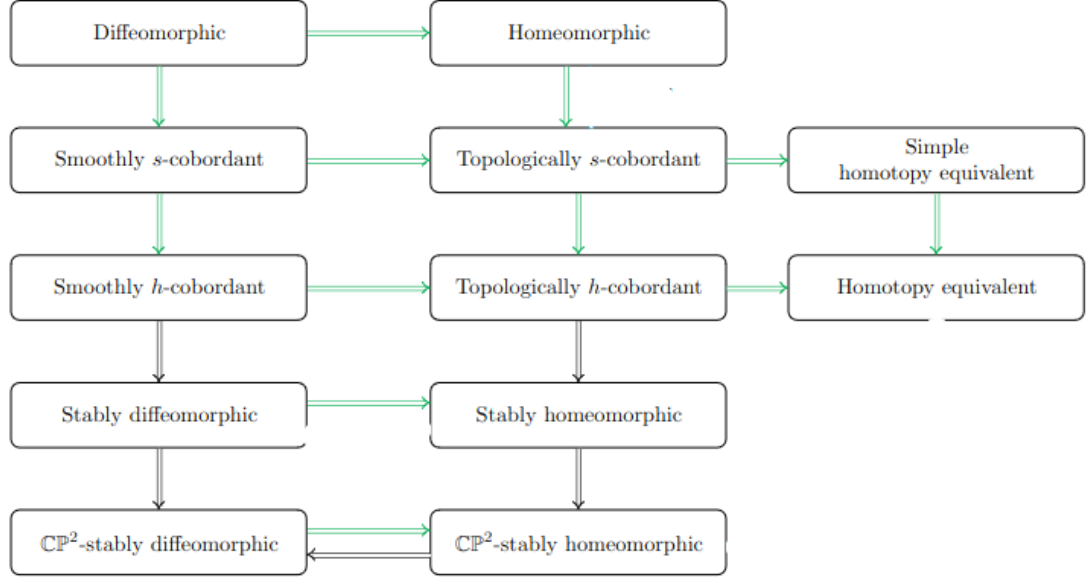 Diffeomorphic
Homeomorphic
Smoothly s-cobordant
Topologically s-cobordant
Simple
homotopy equivalent
Smoothly h-cobordant
Topologically h-cobordant
Homotopy equivalent
Stably diffeomorphic
Stably homeomorphic
ℂℙ²-stably diffeomorphic
ℂℙ²-stably homeomorphic